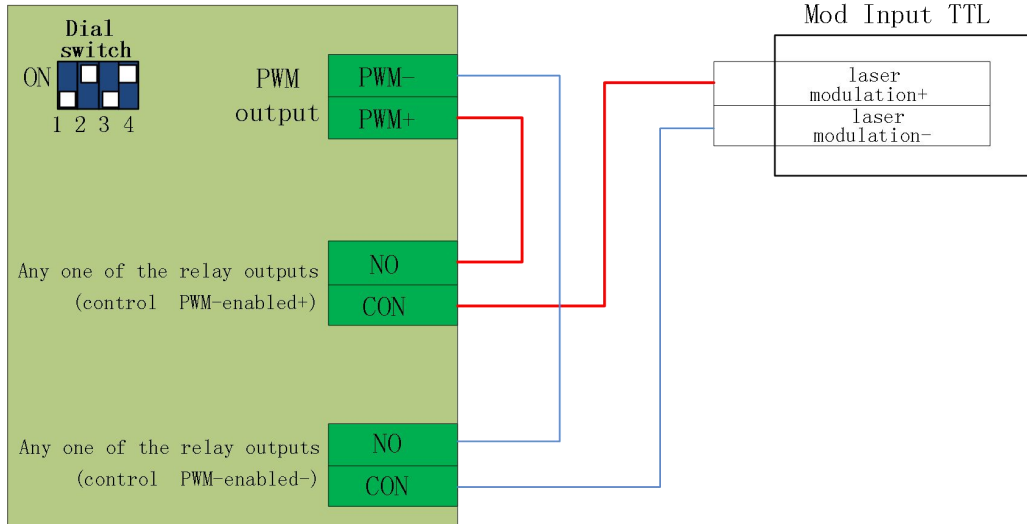 Mod Input TTL
Dial
switch
ON
1 2 3 4
PWM
output
PWM-
PWM+
laser
modulation+
laser
modulation-
Any one of the relay outputs
(control PWM-enabled+)
NO
CON
Any one of the relay outputs
(control PWM-enabled-)
NO
CON